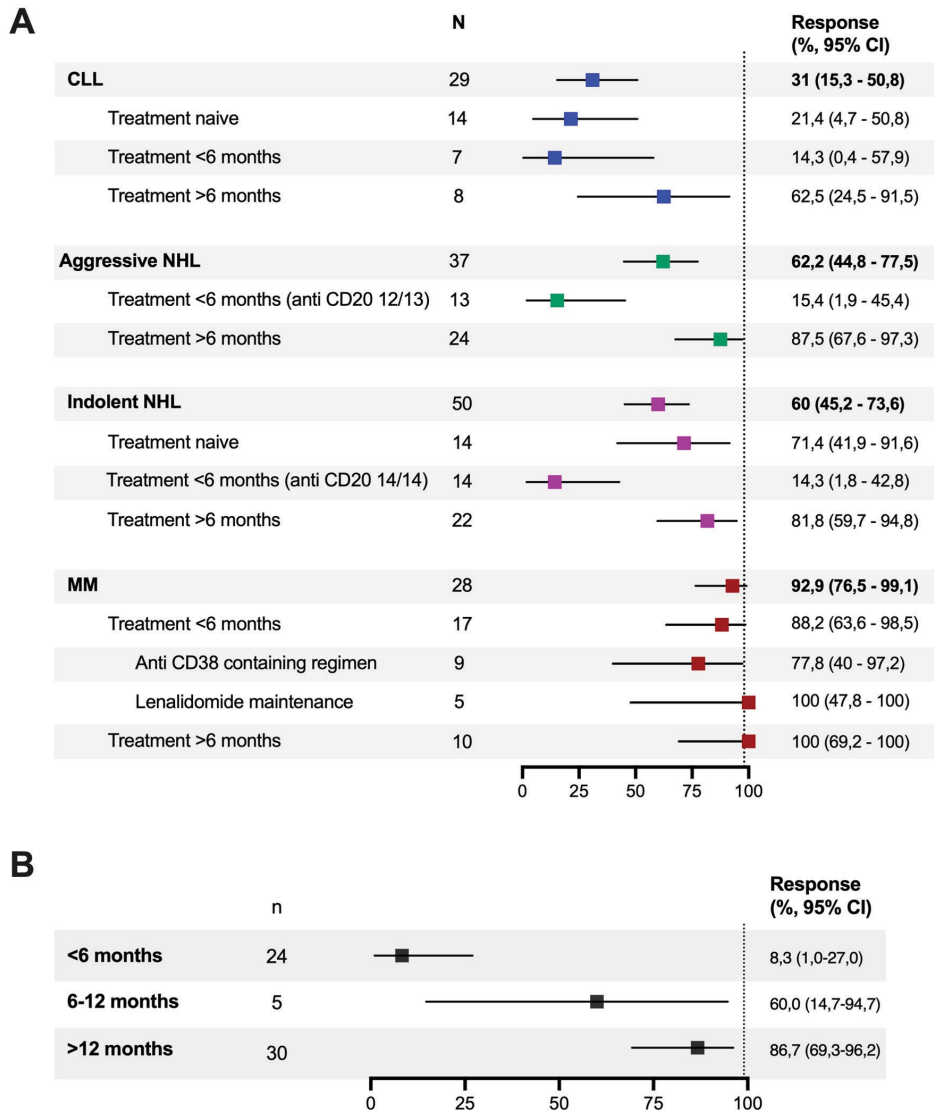 A
N
Response
(%, 95% CI)
CLL 29 31 (15,3 - 50,8)
Treatment naive 14 21,4 (4,7 - 50,8)
Treatment <6 months 7 14,3 (0,4 - 57,9)
Treatment >6 months 8 62,5 (24,5 - 91,5)
Aggressive NHL 37 62,2 (44,8 - 77,5)
Treatment <6 months (anti CD20 12/13) 13 15,4 (1,9 - 45,4)
Treatment >6 months 24 87,5 (67,6 - 97,3)
Indolent NHL 50 60 (45,2 - 73,6)
Treatment naive 14 71,4 (41,9 - 91,6)
Treatment <6 months (anti CD20 14/14) 14 14,3 (1,8 - 42,8)
Treatment >6 months 22 81,8 (59,7 - 94,8)
MM 28 92,9 (76,5 - 99,1)
Treatment <6 months 17 88,2 (63,6 - 98,5)
Anti CD38 containing regimen 9 77,8 (40 - 97,2)
Lenalidomide maintenance 5 100 (47,8 - 100)
Treatment >6 months 10 100 (69,2 - 100)
0 25 50 75 100
B
n
Response
(%, 95% CI)
<6 months 24 8,3 (1,0-27,0)
6-12 months 5 60,0 (14,7-94,7)
>12 months 30 86,7 (69,3-96,2)
0 25 50 75 100